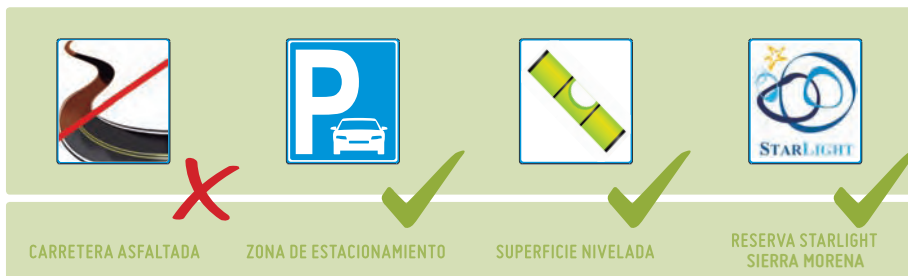 P
STARLIGHT
CARRETERA ASFALTADA
ZONA DE ESTACIONAMIENTO
SUPERFICIE NIVELADA
RESERVA STARLIGHT
SIERRA MORENA